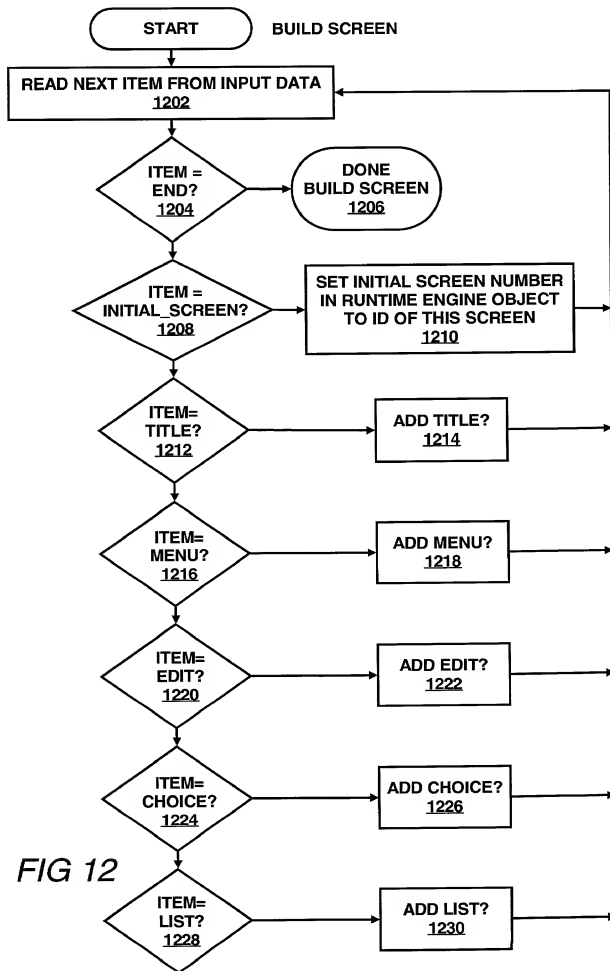 START
BUILD SCREEN
READ NEXT ITEM FROM INPUT DATA
1202
ITEM =
END?
1204
DONE
BUILD SCREEN
1206
ITEM =
INITIAL_SCREEN?
1208
SET INITIAL SCREEN NUMBER
IN RUNTIME ENGINE OBJECT
TO ID OF THIS SCREEN
1210
ITEM=
TITLE?
1212
ADD TITLE?
1214
ITEM=
MENU?
1216
ADD MENU?
1218
ITEM=
EDIT?
1220
ADD EDIT?
1222
ITEM=
CHOICE?
1224
ADD CHOICE?
1226
FIG 12
ITEM=
LIST?
1228
ADD LIST?
1230